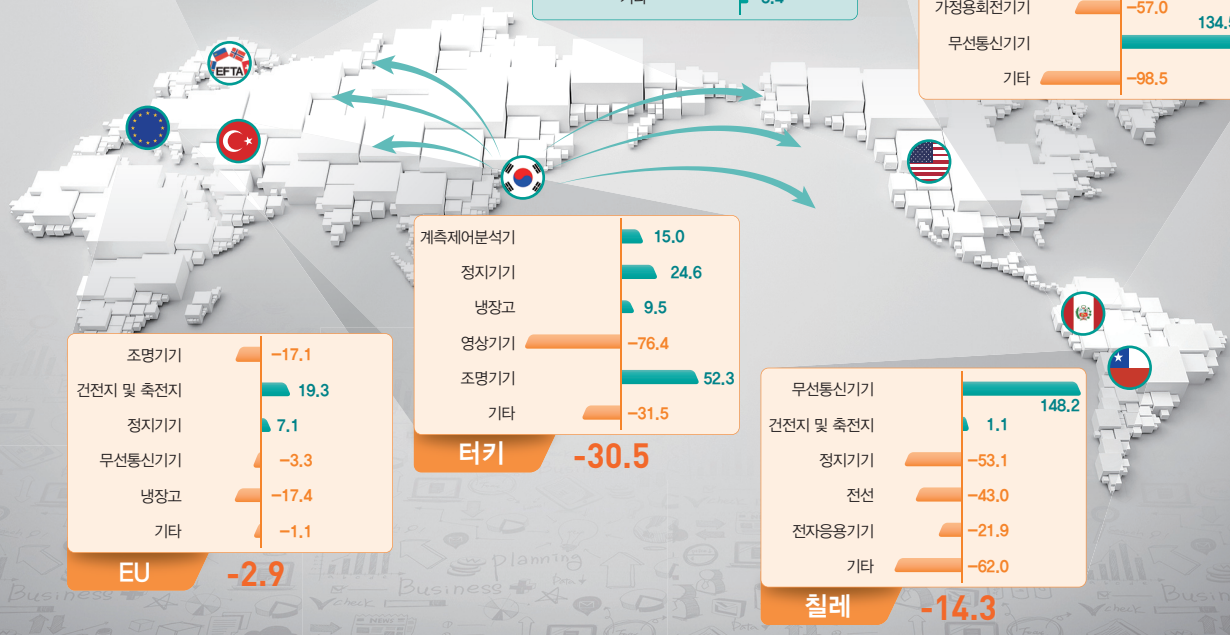 가정용회전기기 -57.0
무선통신기기 134.5
기타 -98.5
EFTA
계측제어분석기 15.0
정지기기 24.6
냉장고 9.5
영상기기 -76.4
조명기기 52.3
기타 -31.5
터키 -30.5
조명기기 -17.1
건전지 및 축전지 19.3
정지기기 7.1
무선통신기기 -3.3
냉장고 -17.4
기타 -1.1
EU -2.9
무선통신기기 148.2
건전지 및 축전지 1.1
정지기기 -53.1
전선 -43.0
전자응용기기 -21.9
기타 -62.0
칠레 -14.3
planning
Business
check
Business
check
NEWS